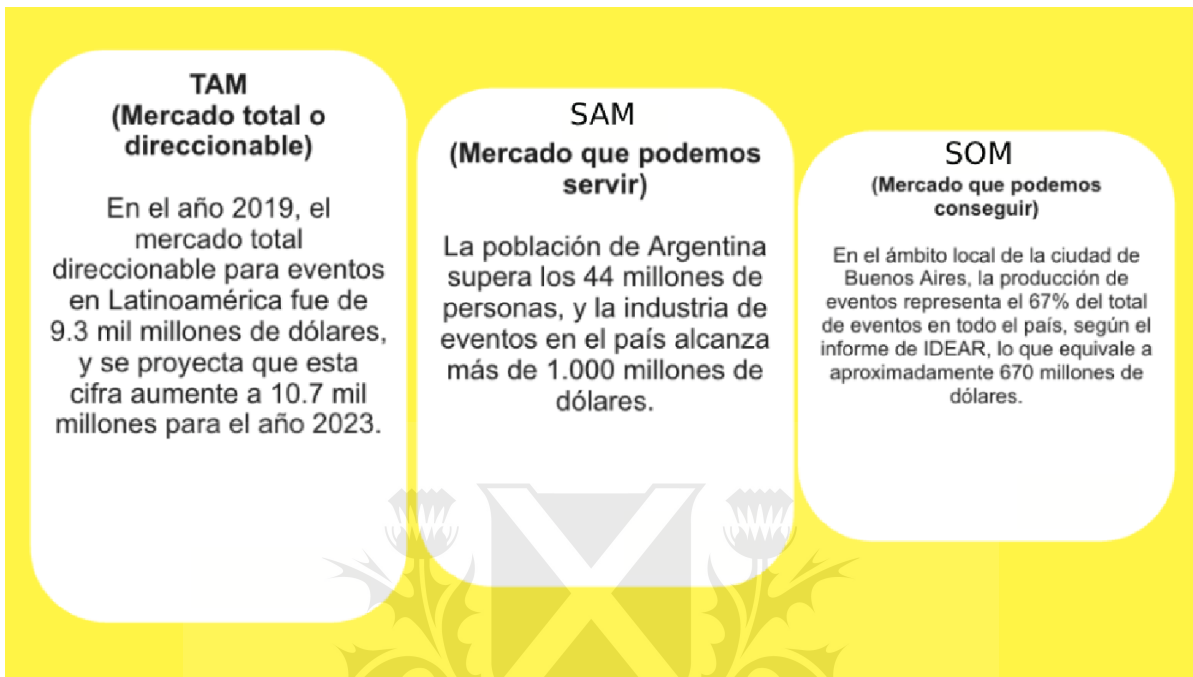 TAM
(Mercado total o
direccionable)
En el año 2019, el
mercado total
direccionable para eventos
en Latinoamérica fue de
9.3 mil millones de dólares,
y se proyecta que esta
cifra aumente a 10.7 mil
millones para el año 2023.
SAM
(Mercado que podemos
servir)
La población de Argentina
supera los 44 millones de
personas, y la industria de
eventos en el país alcanza
más de 1.000 millones de
dólares.
SOM
(Mercado que podemos
conseguir)
En el ámbito local de la ciudad de
Buenos Aires, la producción de
eventos representa el 67% del total
de eventos en todo el país, según el
informe de IDEAR, lo que equivale a
aproximadamente 670 millones de
dólares.